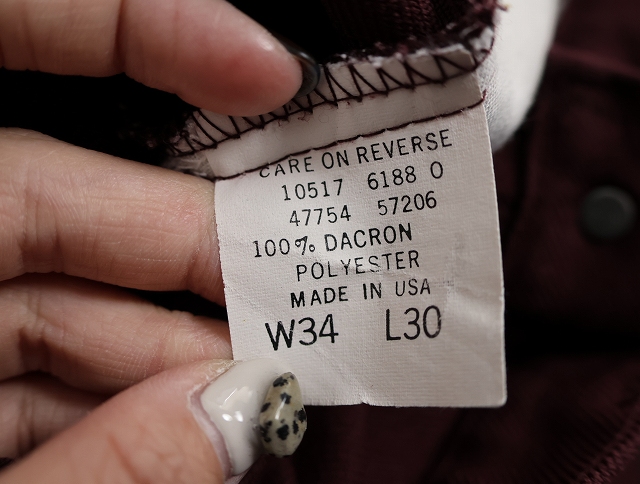 CARE ON REVERSE
10517 6188 0
47754 57206
100% DACRON
POLYESTER
MADE IN USA
W34 L30